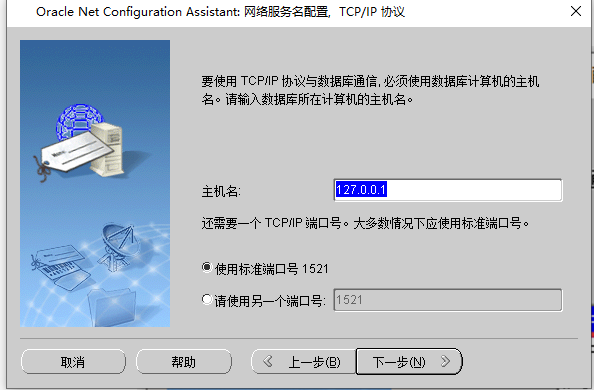 Oracle Net Configuration Assistant: 网络服务名配置, TCP/IP 协议
要使用 TCP/IP 协议与数据库通信, 必须使用数据库计算机的主机
名。请输入数据库所在计算机的主机名。
主机名: 127.0.0.1
还需要一个 TCP/IP 端口号。大多数情况下应使用标准端口号。
使用标准端口号 1521
请使用另一个端口号: 1521
取消 帮助 上一步(B) 下一步(N)